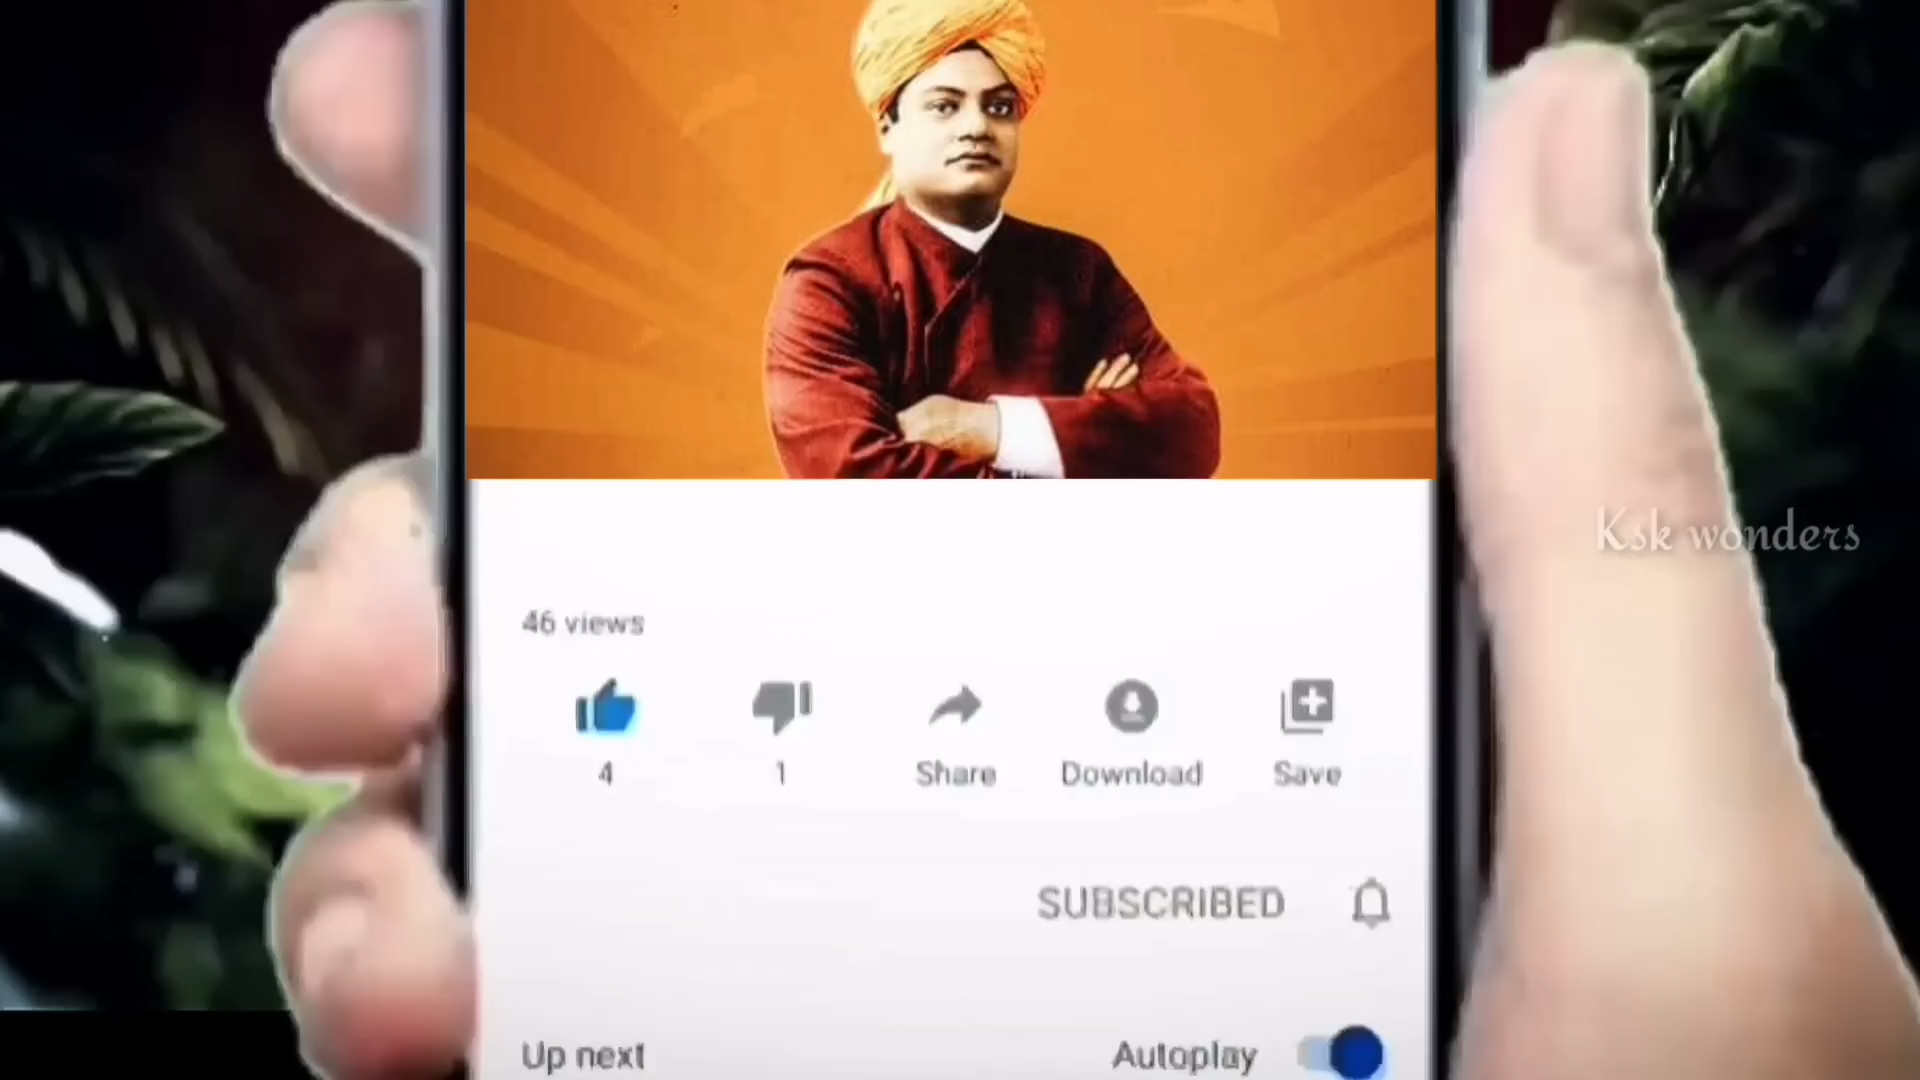 Ksk wonders
46 views
4
1
Share
Download
Save
SUBSCRIBED
Up next
Autoplay